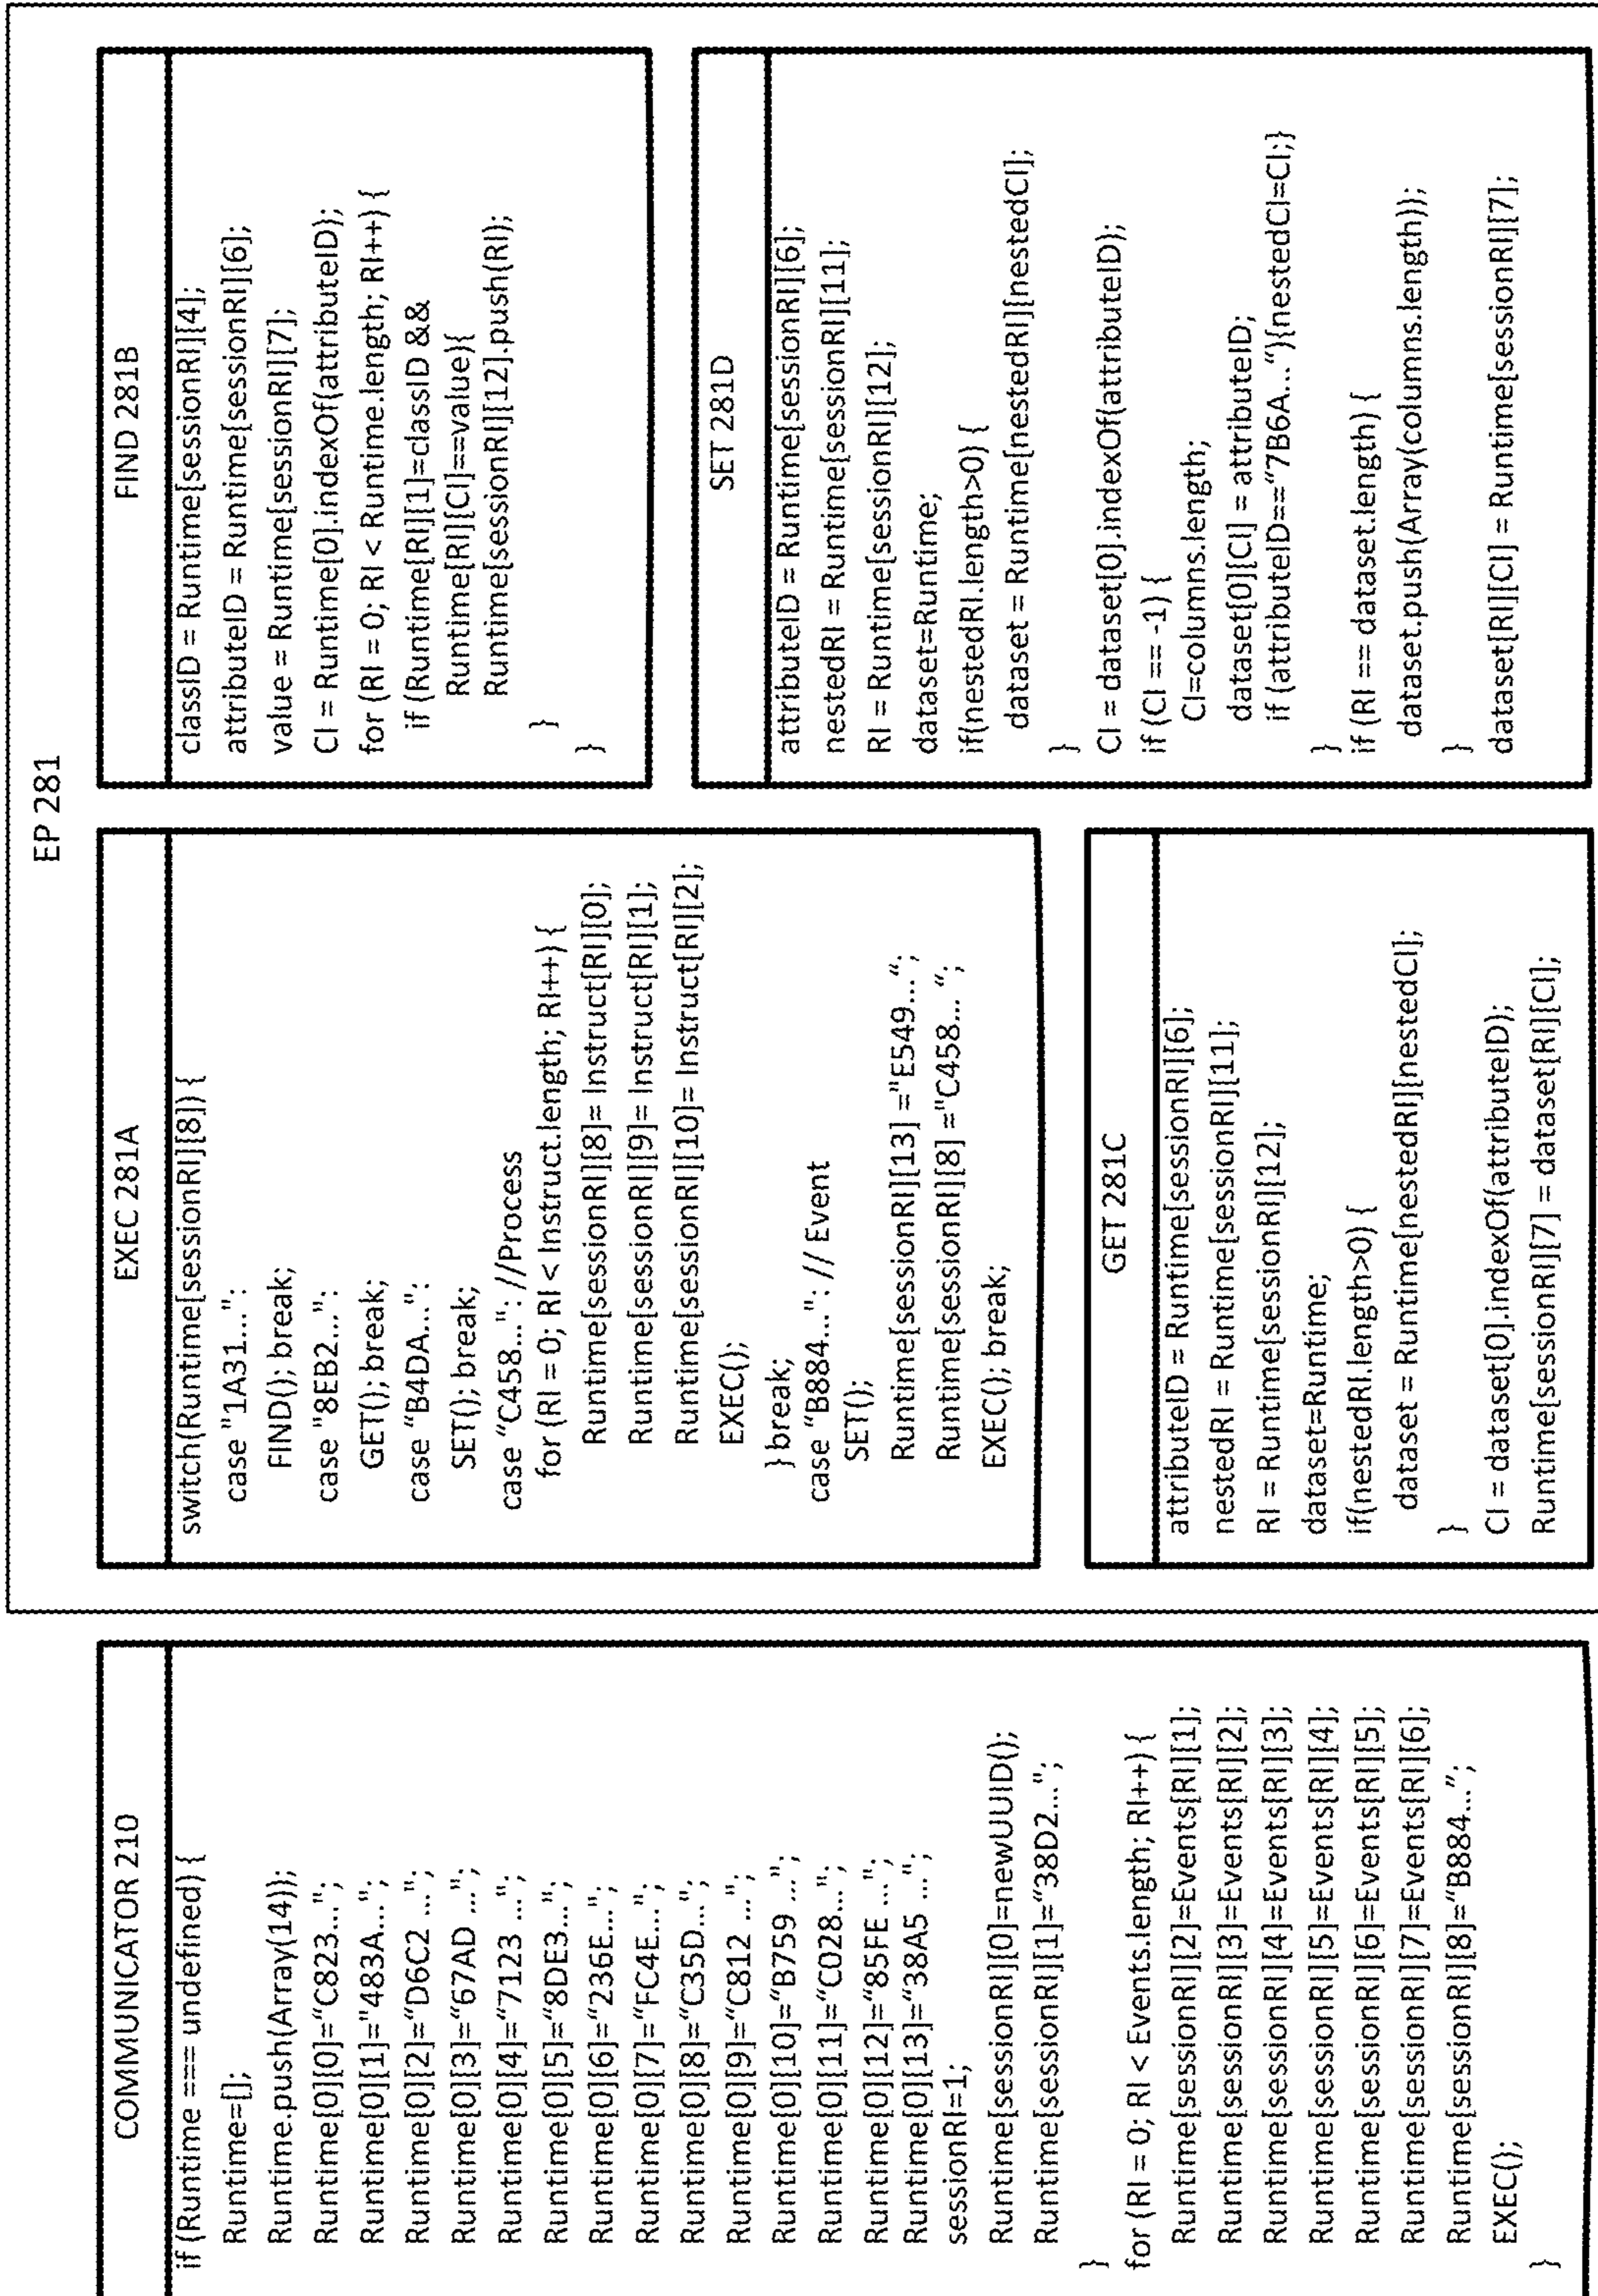 COMMUNICATOR 210
if (Runtime === undefined) {
Runtime=[];
Runtime.push(Array(14));
Runtime[0][0]=“C823...";
Runtime[0][1]="483A...";
Runtime[0][2]=“D6C2 ...";
Runtime[0][3]=“67AD ...";
Runtime[0][4]=“7123 ...";
Runtime[0][5]=“8DE3...";
Runtime[0][6]=“236E...";
Runtime[0][7]=“FC4E...";
Runtime[0][8]=“C35D...";
Runtime[0][9]=“C812 ...";
Runtime[0][10]=“B759 ...";
Runtime[0][11]=“C028...";
Runtime[0][12]=“85FE ...";
Runtime[0][13]=“38A5 ...";
sessionRI=1;
Runtime[sessionRI][0]=newUUID();
Runtime[sessionRI][1]=“38D2...";
}
for (RI = 0; RI < Events.length; RI++) {
Runtime[sessionRI][2]=Events[RI][1];
Runtime[sessionRI][3]=Events[RI][2];
Runtime[sessionRI][4]=Events[RI][3];
Runtime[sessionRI][5]=Events[RI][4];
Runtime[sessionRI][6]=Events[RI][5];
Runtime[sessionRI][7]=Events[RI][6];
Runtime[sessionRI][8]=“B884...”;
EXEC();
}
EP 281
EXEC 281A
switch(Runtime[sessionRI][8]) {
case "1A31...":
FIND(); break;
case "8EB2...":
GET(); break;
case “B4DA...":
SET(); break;
case “C458...": //Process
for (RI = 0; RI < Instruct.length; RI++) {
Runtime[sessionRI][8]= Instruct[RI][0];
Runtime[sessionRI][9]= Instruct[RI][1];
Runtime[sessionRI][10]= Instruct[RI][2];
EXEC();
} break;
case “B884...": // Event
SET();
Runtime[sessionRI][13] ="E549...“;
Runtime[sessionRI][8] ="C458... “;
EXEC(); break;
FIND 281B
classID = Runtime[sessionRI][4];
attributeID = Runtime[sessionRI][6];
value = Runtime[sessionRI][7];
CI = Runtime[0].indexOf(attributeID);
for (RI = 0; RI < Runtime.length; RI++) {
if (Runtime[RI][1]=classID &&
Runtime[RI][CI]==value){
Runtime[sessionRI][12].push(RI);
}
}
GET 281C
attributeID = Runtime[sessionRI][6];
nestedRI = Runtime[sessionRI][11];
RI = Runtime[sessionRI][12];
dataset=Runtime;
if(nestedRI.length>0) {
dataset = Runtime[nestedRI][nestedCI];
}
CI = dataset[0].indexOf(attributeID);
Runtime[sessionRI][7] = dataset[RI][CI];
SET 281D
attributeID = Runtime[sessionRI][6];
nestedRI = Runtime[sessionRI][11];
RI = Runtime[sessionRI][12];
dataset=Runtime;
if(nestedRI.length>0) {
dataset = Runtime[nestedRI][nestedCI];
}
CI = dataset[0].indexOf(attributeID);
if (CI == -1) {
CI=columns.length;
dataset[0][CI] = attributeID;
if (attributeID==“7B6A... “){nestedCI=CI;}
}
if (RI == dataset.length) {
dataset.push(Array(columns.length));
}
dataset[RI][CI] = Runtime[sessionRI][7];